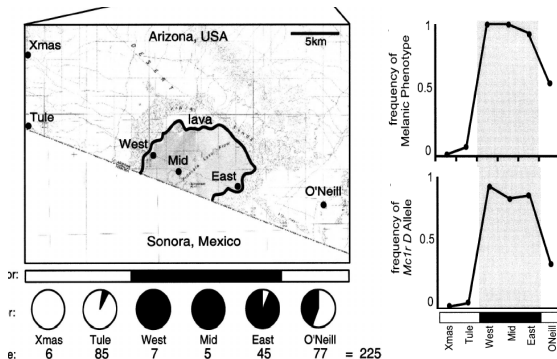 Arizona, USA
5km
Xmas
Tule
DESERT
lava
West
Mid
East
O'Neill
Sonora, Mexico
or:
r:
Xmas Tule West Mid East O'Neill
e: 6 85 7 5 45 77 = 225
frequency of
Melanic Phenotype
1
0.5
0
frequency of
Mc1r D Allele
1
0.5
0
Xmas
Tule
West
Mid
East
ONeill